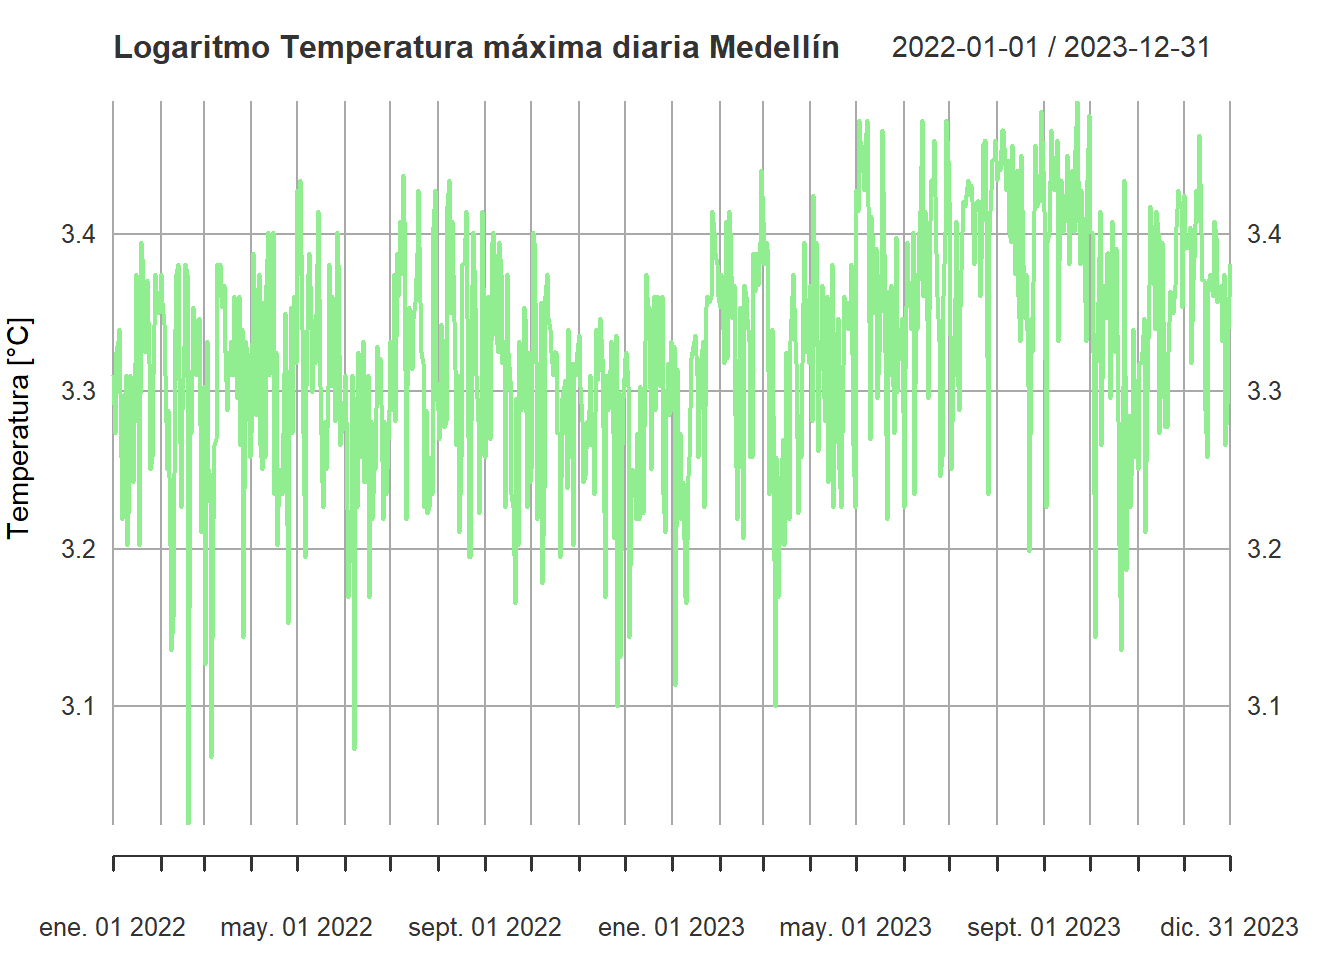 Logaritmo Temperatura máxima diaria Medellín 2022-01-01 / 2023-12-31
Temperatura [°C]
3.4 3.4
3.3 3.3
3.2 3.2
3.1 3.1
ene. 01 2022 may. 01 2022 sept. 01 2022 ene. 01 2023 may. 01 2023 sept. 01 2023 dic. 31 2023